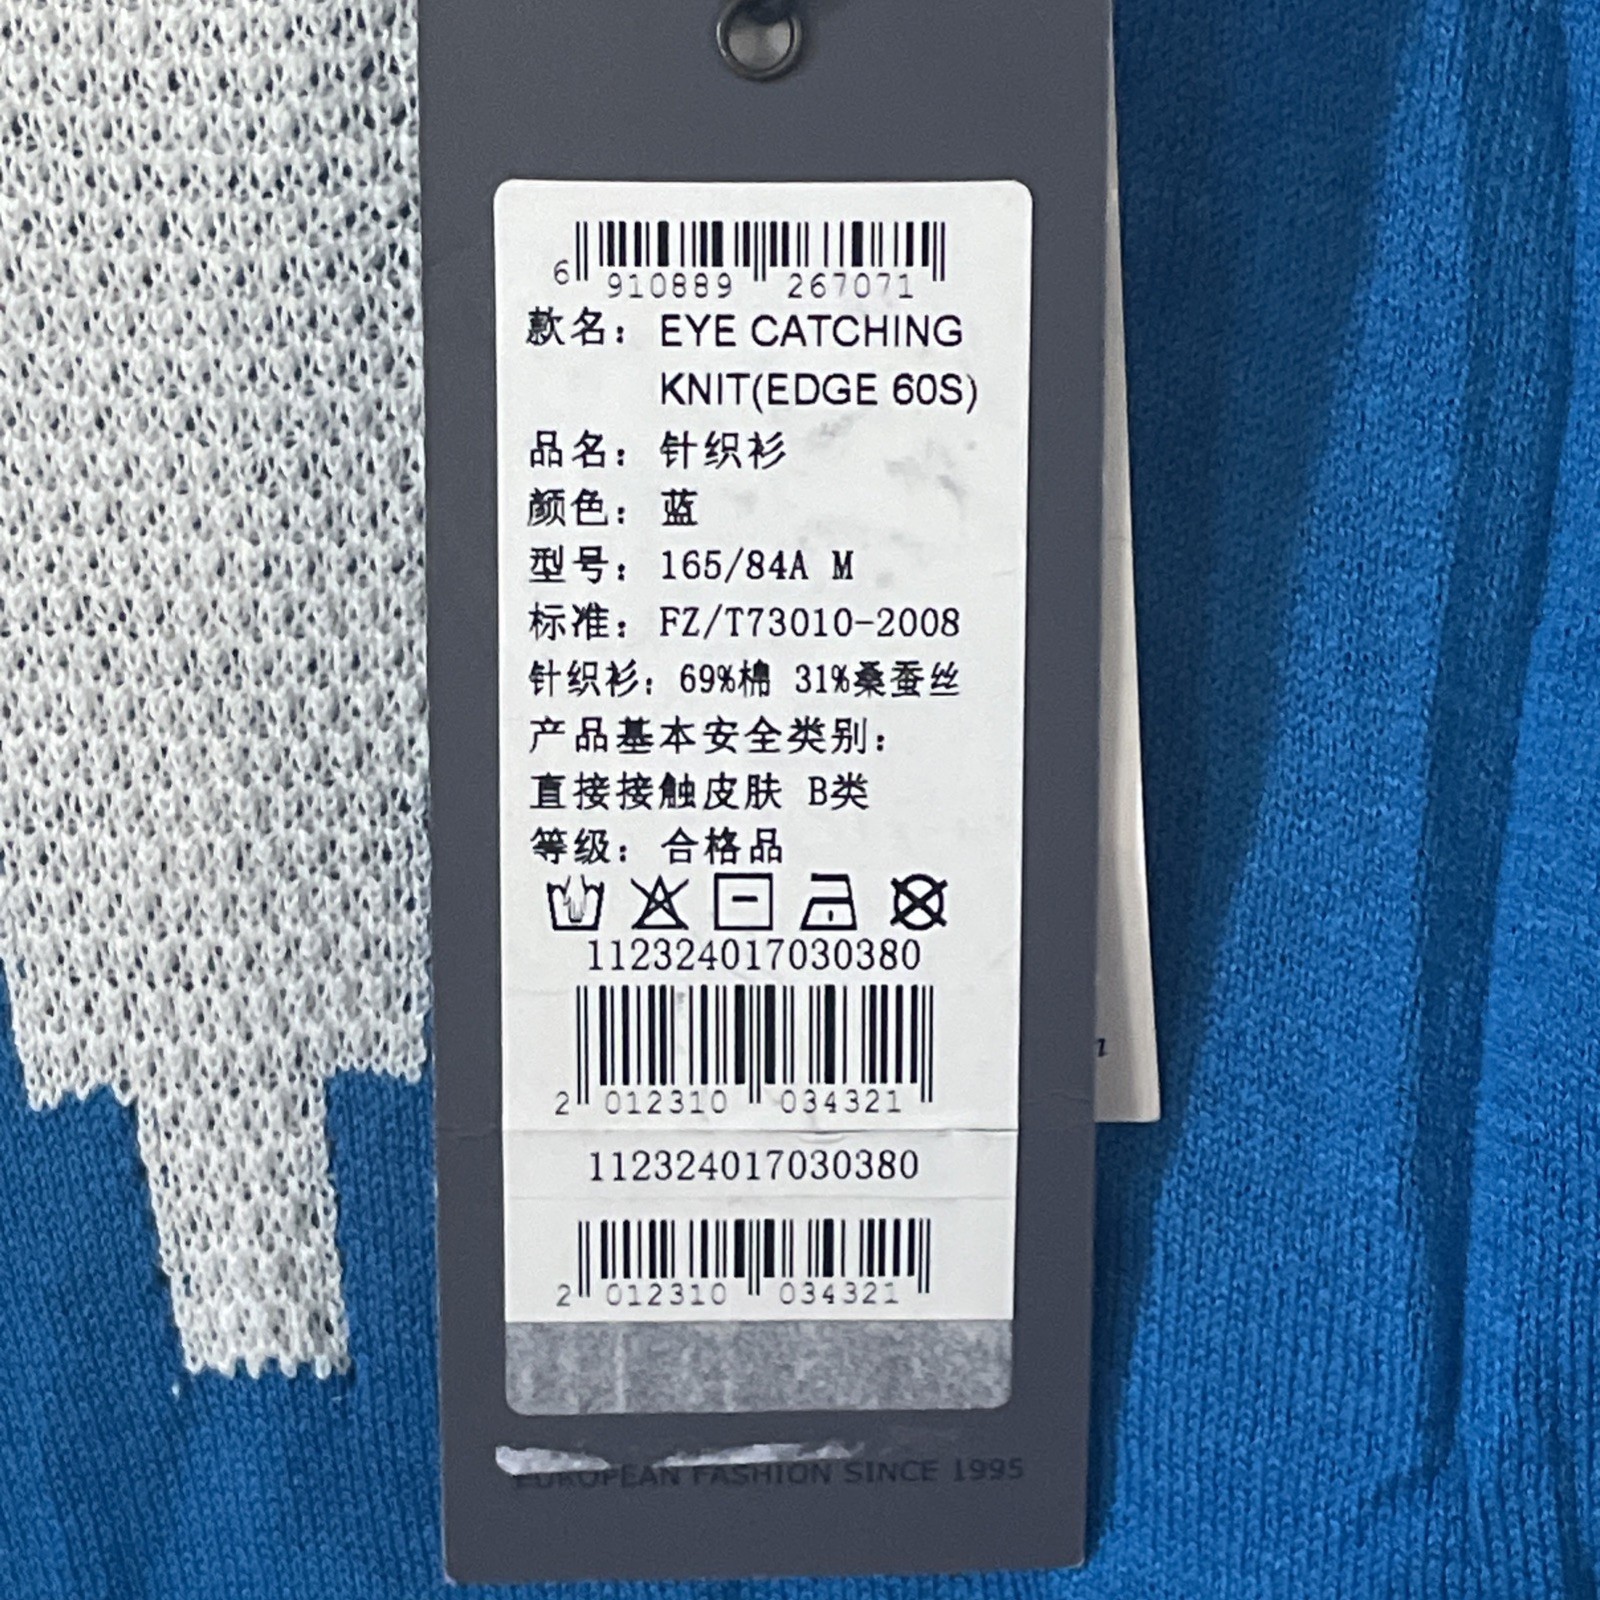 6 910889 267071
款名： EYE CATCHING
KNIT(EDGE 60S)
品名： 针织衫
颜色： 蓝
型号： 165/84A M
标准： FZ/T73010-2008
针织衫： 69%棉 31%桑蚕丝
产品基本安全类别：
直接接触皮肤 B类
等级： 合格品
112324017030380
2 012310 034321
112324017030380
2 012310 034321
EUROPEAN FASHION SINCE 1995